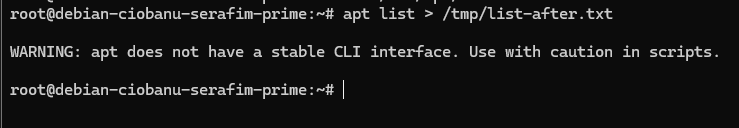 root@debian-ciobanu-serafim-prime:~# apt list > /tmp/list-after.txt
WARNING: apt does not have a stable CLI interface. Use with caution in scripts.
root@debian-ciobanu-serafim-prime:~#